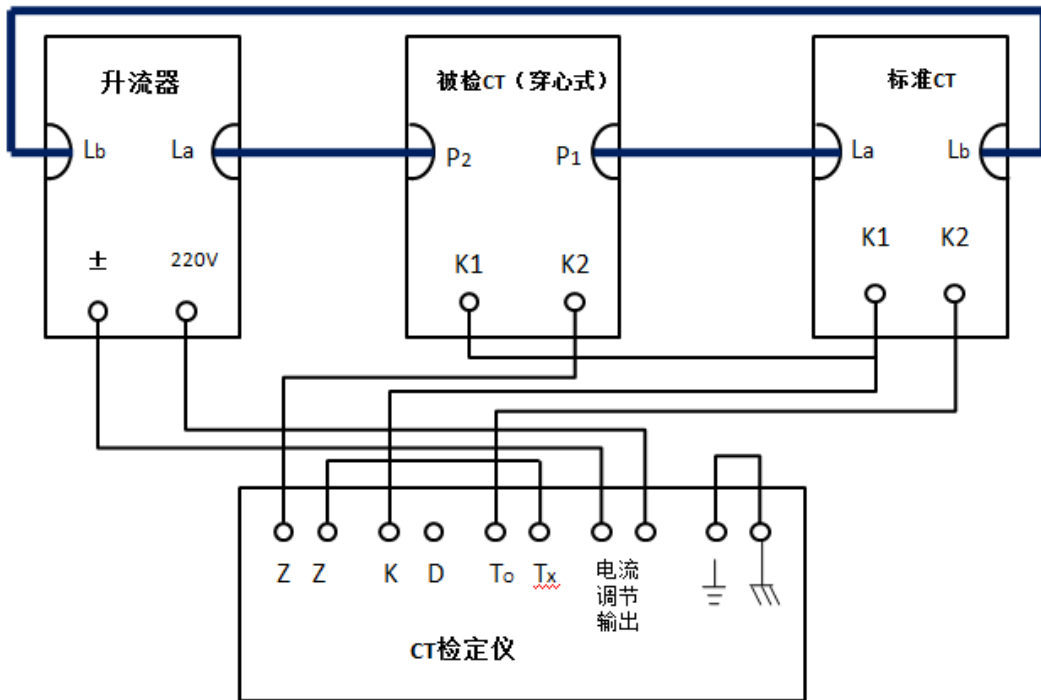 升流器
被检CT（穿心式）
标准CT
Lb
La
P2
P1
La
Lb
±
220V
K1
K2
K1
K2
Z
Z
K
D
To
Tx
电流
调节
输出
CT检定仪